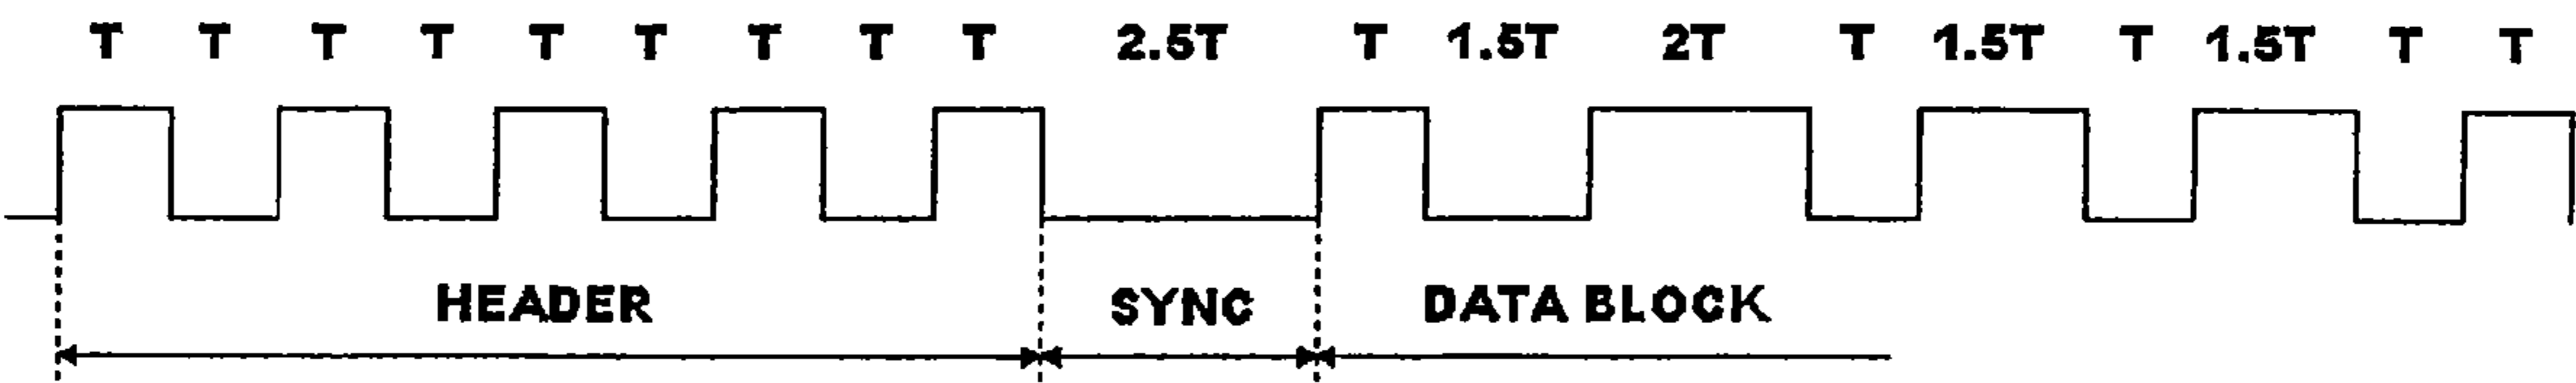 T T T T T T T T T 2.5T T 1.5T 2T T 1.5T T 1.5T T T
HEADER SYNC DATA BLOCK